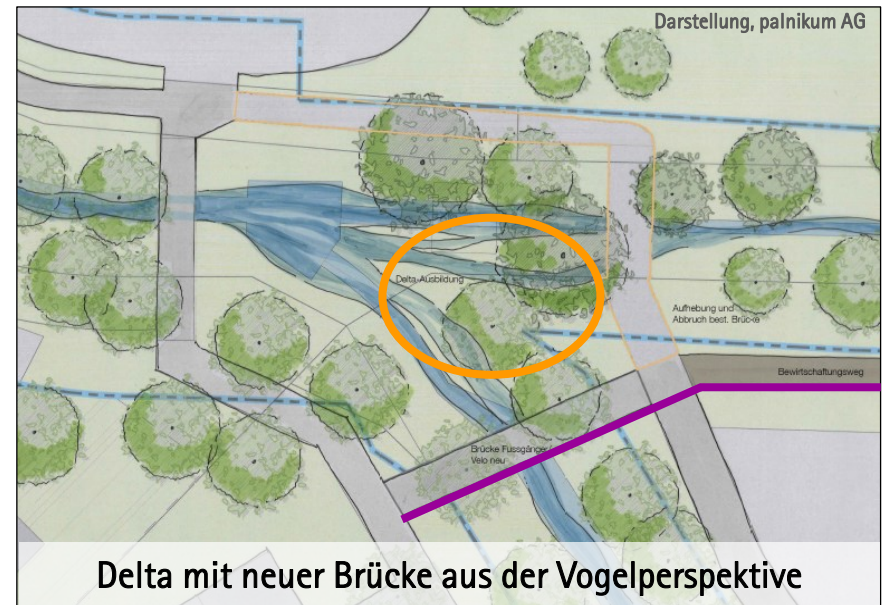 Darstellung, palnikum AG
Delta-Ausbildung
Aufhebung und
Abbruch best. Brücke
Bewirtschaftungsweg
Brücke Fussgänger
Velo neu
Delta mit neuer Brücke aus der Vogelperspektive